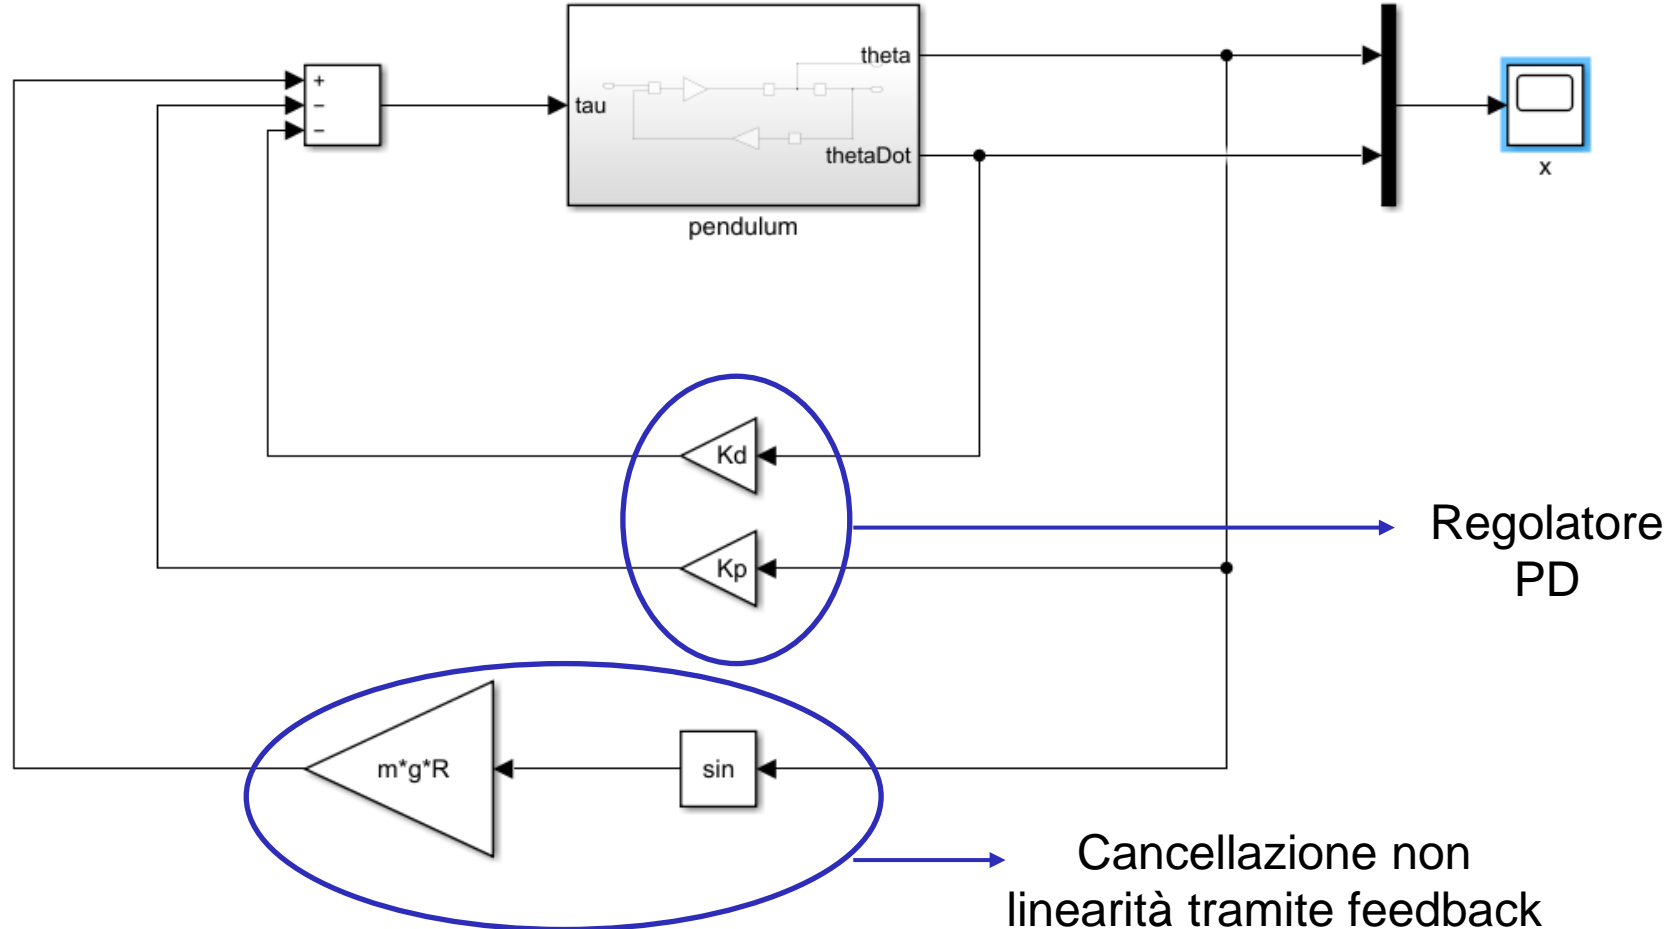 theta
+
−
−
tau
thetaDot
x
pendulum
Kd
Kp
Regolatore
PD
m*g*R
sin
Cancellazione non
linearità tramite feedback